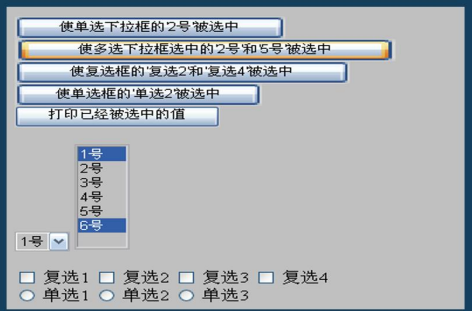 使单选下拉框的'2号'被选中
使多选下拉框选中的'2号'和'5号'被选中
使复选框的'复选2'和'复选4'被选中
使单选框的'单选2'被选中
打印已经被选中的值
1号
2号
3号
4号
5号
6号
1号
复选1 复选2 复选3 复选4
单选1 单选2 单选3